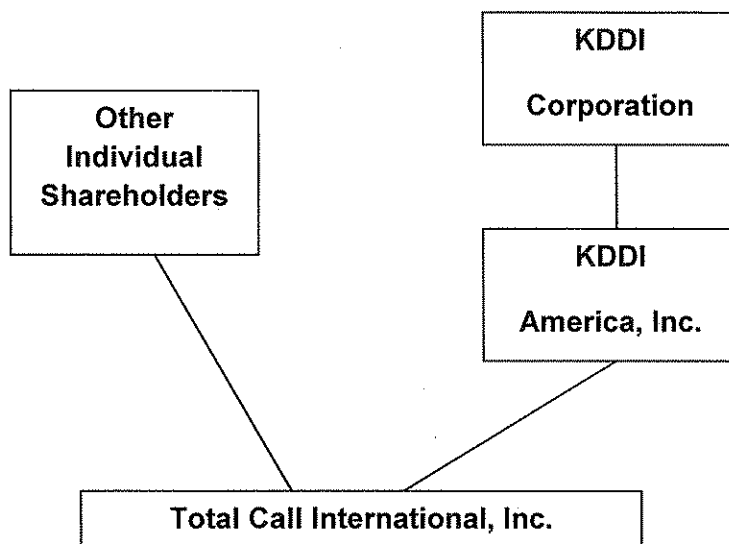 KDDI
Corporation
Other
Individual
Shareholders
KDDI
America, Inc.
Total Call International, Inc.